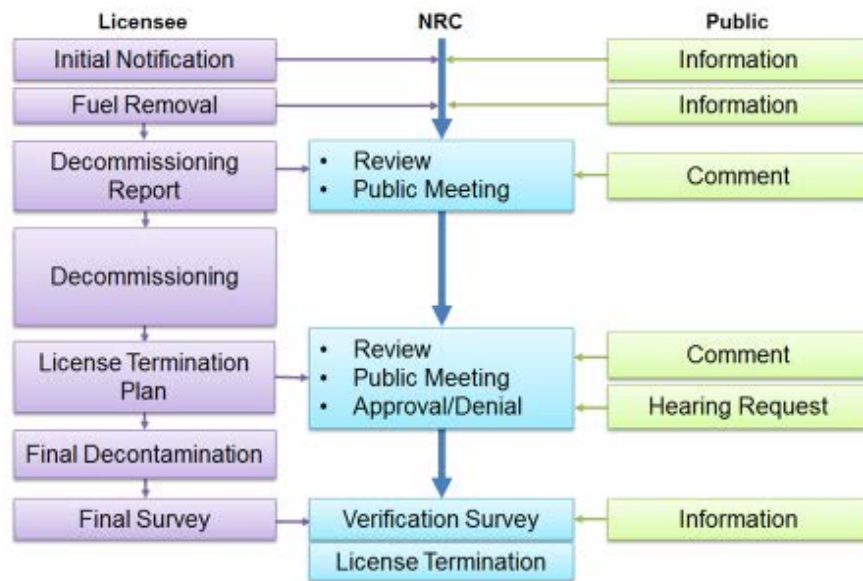 Licensee
NRC
Public
Initial Notification
Information
Fuel Removal
Information
Decommissioning
Report
• Review
• Public Meeting
Comment
Decommissioning
License Termination
Plan
• Review
• Public Meeting
• Approval/Denial
Comment
Hearing Request
Final Decontamination
Final Survey
Verification Survey
Information
License Termination